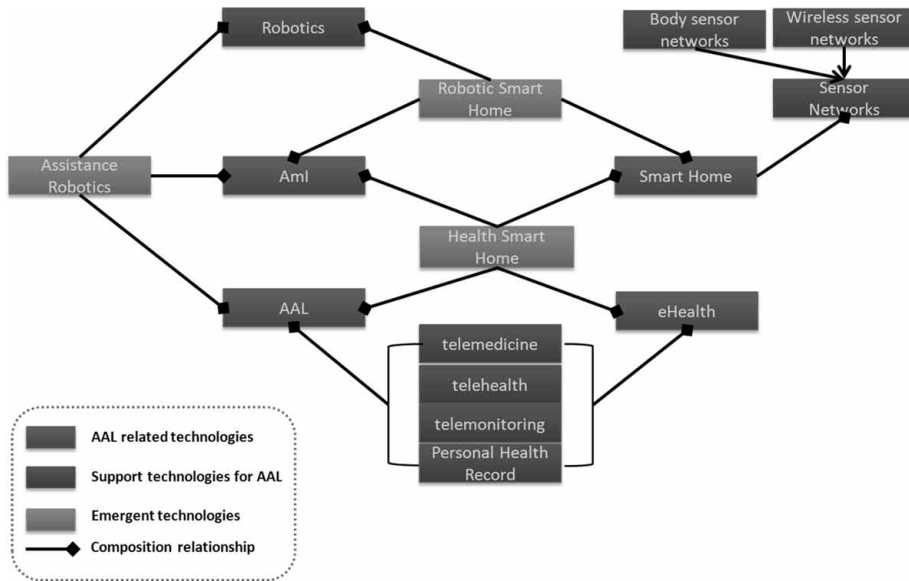 Robotics
Body sensor
networks
Wireless sensor
networks
Robotic Smart
Home
Sensor
Networks
Assistance
Robotics
AmI
Smart Home
Health Smart
Home
AAL
eHealth
telemedicine
telehealth
telemonitoring
Personal Health
Record
AAL related technologies
Support technologies for AAL
Emergent technologies
Composition relationship